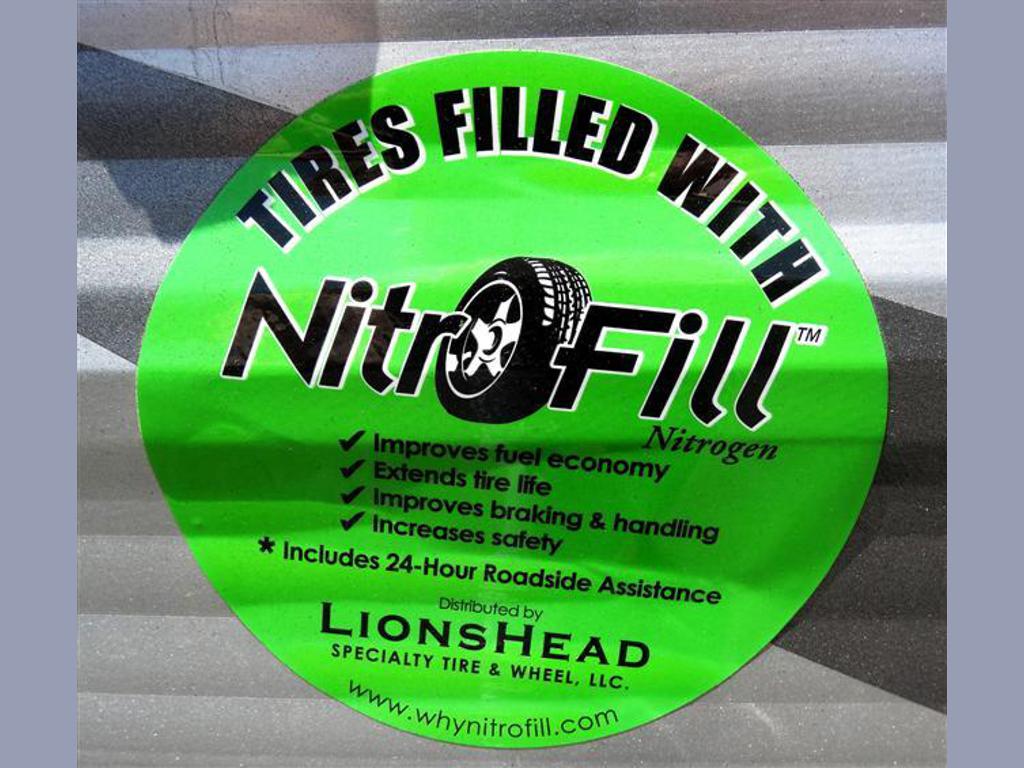 TIRES FILLED WITH
NitroFill™
Nitrogen
✔ Improves fuel economy
✔ Extends tire life
✔ Improves braking & handling
✔ Increases safety
* Includes 24-Hour Roadside Assistance
Distributed by
LIONSHEAD
SPECIALTY TIRE & WHEEL, LLC.
www.whynitrofill.com